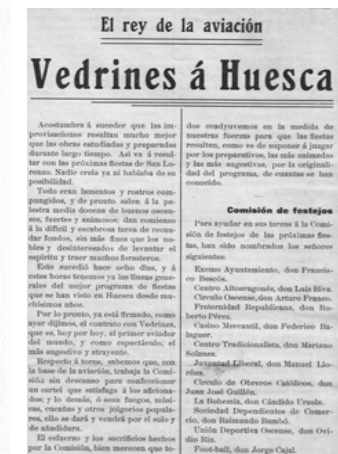 El rey de la aviación
Vedrines á Huesca
Acostumbra á suceder que las im-
provisaciones resultan mucho mejor
que las obras estudiadas y preparadas
durante largo tiempo. Así vá á resul-
tar con las próximas fiestas de San Lo-
renzo. Nadie creía ya ni hablaba de su
posibilidad.
Todo eran lamentos y rostros com-
pungidos, y de pronto salen á la pa-
lestra media docena de buenos oscen-
ses, fuertes y animosos; dan comienzo
á la difícil y escabrosa tarea de recau-
dar fondos, sin más fines que los no-
bles y desinteresados de levantar el
espíritu y traer muchos forasteros.
Esto sucedió hace ocho días, y á
estas horas tenemos ya las líneas gene-
rales del mejor programa de fiestas
que se han visto en Huesca desde mu-
chísimos años.
Por lo pronto, ya está firmado, como
ayer dijimos, el contrato con Vedrines,
que es, hoy por hoy, el primer aviador
del mundo, y como espectáculo, el
más sugestivo y atrayente.
Respecto á toros, sabemos que, con
la base de la aviación, trabaja la Comi-
sión sin descanso para confeccionar
un cartel que satisfaga á los aficiona-
dos; y lo demás, ó sean fuegos, músi-
cas, cucañas y otros jolgorios popula-
res, ello se dará y vendrá por sí solo y
de añadidura.
El esfuerzo y los sacrificios hechos
por la Comisión, bien merecen que to-
dos coadyuvemos en la medida de
nuestras fuerzas para que las fiestas
resulten, como es de suponer á juzgar
por los preparativos, las más animadas
y las más sugestivas, por la originali-
dad del programa, de cuantas se han
conocido.
Comisión de festejos
Para ayudar en sus tareas á la Comi-
sión de festejos de las próximas fies-
tas, han sido nombrados los señores
siguientes:
Excmo Ayuntamiento, don Francis-
co Bescós.
Centro Altoaragonés, don Luis Riva.
Círculo Oscense, don Arturo Franco.
Fraternidad Republicana, don Ro-
berto Pérez.
Casino Mercantil, don Federico Ba-
laguer.
Centro Tradicionalista, don Mariano
Solanes.
Juventud Liberal, don Manuel Llo-
réns.
Círculo de Obreros Católicos, don
Juan José Guillén.
La Bohemia, don Cándido Urzola.
Sociedad Dependientes de Comer-
cio, don Raimundo Bambó.
Unión Deportiva Oscense, don Ovi-
dio Ris.
Foot-ball, don Jorge Cajal.